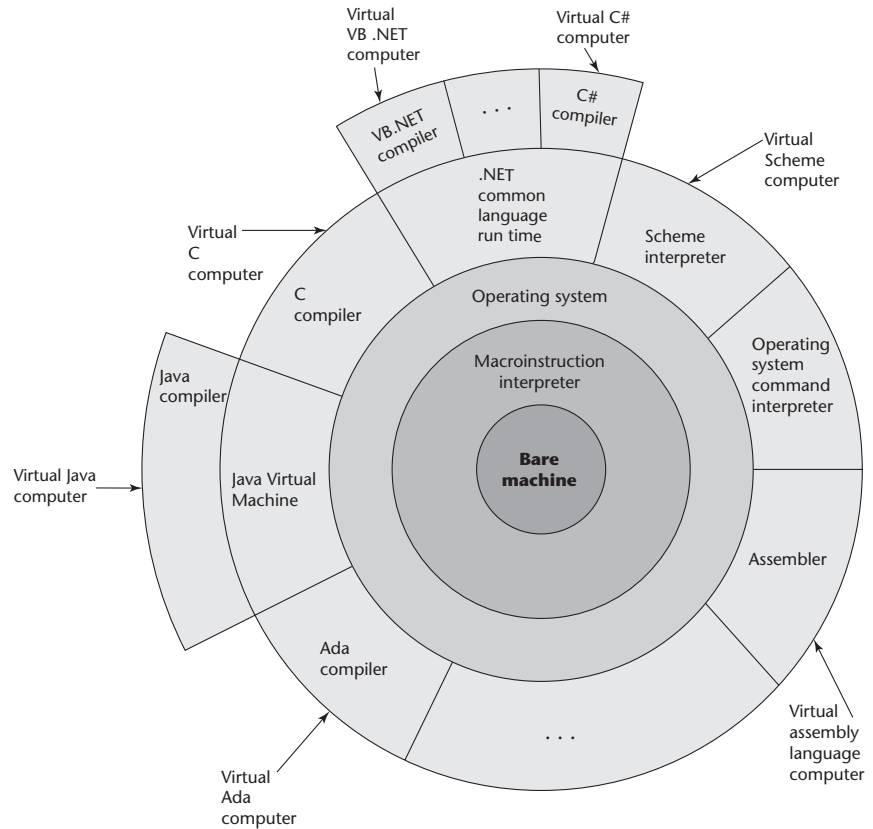 Virtual
VB .NET
computer
Virtual C#
computer
VB.NET
compiler
. . .
C#
compiler
Virtual
Scheme
computer
.NET
common
language
run time
Virtual
C
computer
Scheme
interpreter
C
compiler
Operating system
Operating
system
command
interpreter
Macroinstruction
interpreter
Java
compiler
Bare
machine
Virtual Java
computer
Java Virtual
Machine
Assembler
Ada
compiler
. . .
Virtual
assembly
language
computer
Virtual
Ada
computer